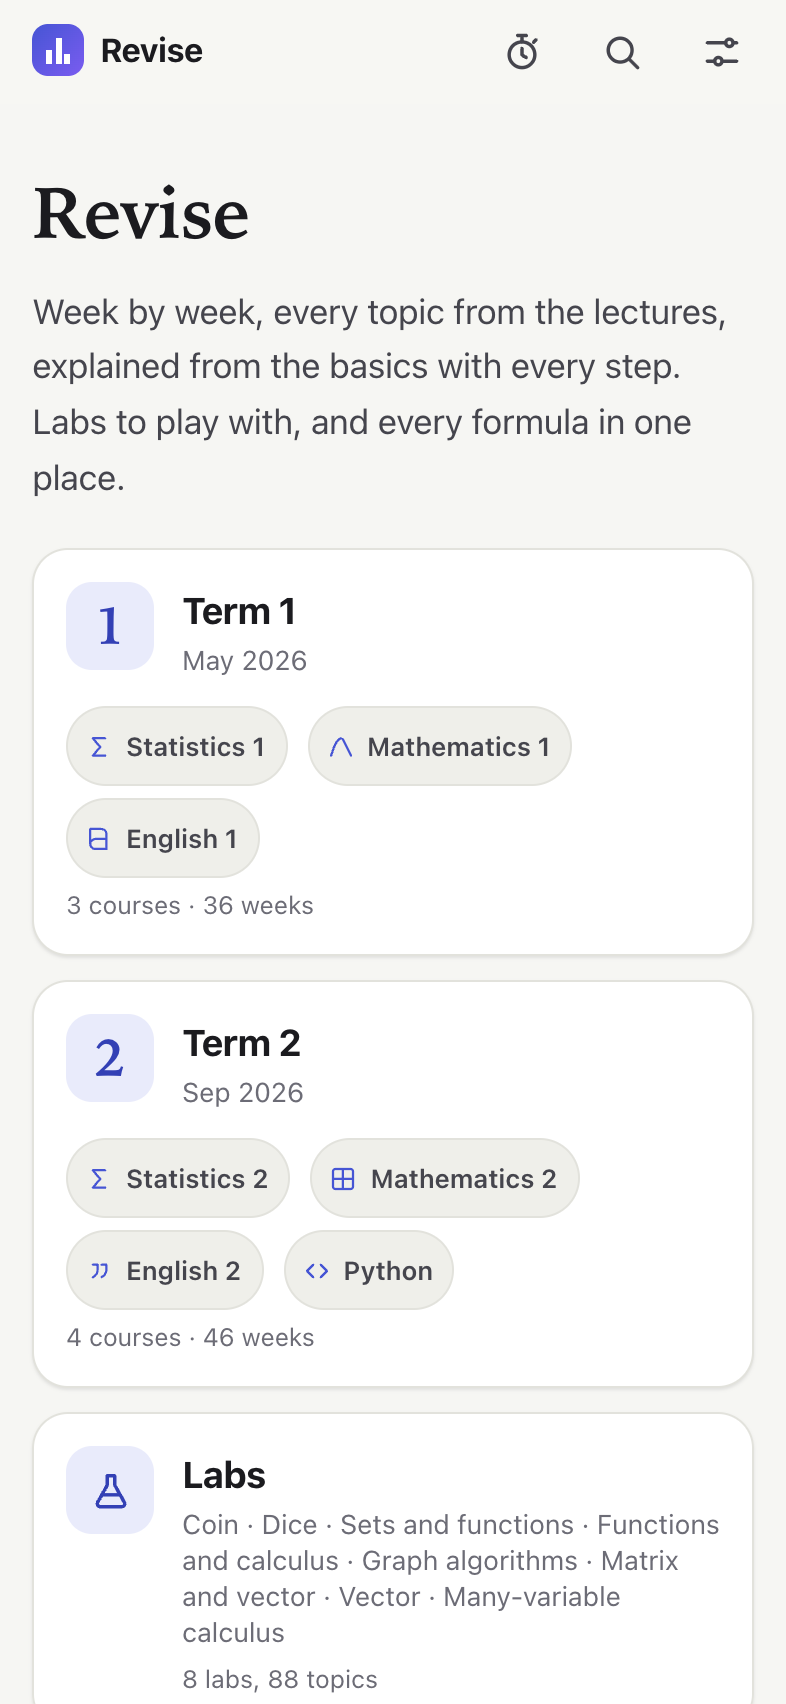 Revise
Revise
Week by week, every topic from the lectures,
explained from the basics with every step.
Labs to play with, and every formula in one
place.
1
Term 1
May 2026
Statistics 1
Mathematics 1
English 1
3 courses · 36 weeks
2
Term 2
Sep 2026
Statistics 2
Mathematics 2
English 2
Python
4 courses · 46 weeks
Labs
Coin · Dice · Sets and functions · Functions
and calculus · Graph algorithms · Matrix
and vector · Vector · Many-variable
calculus
8 labs, 88 topics